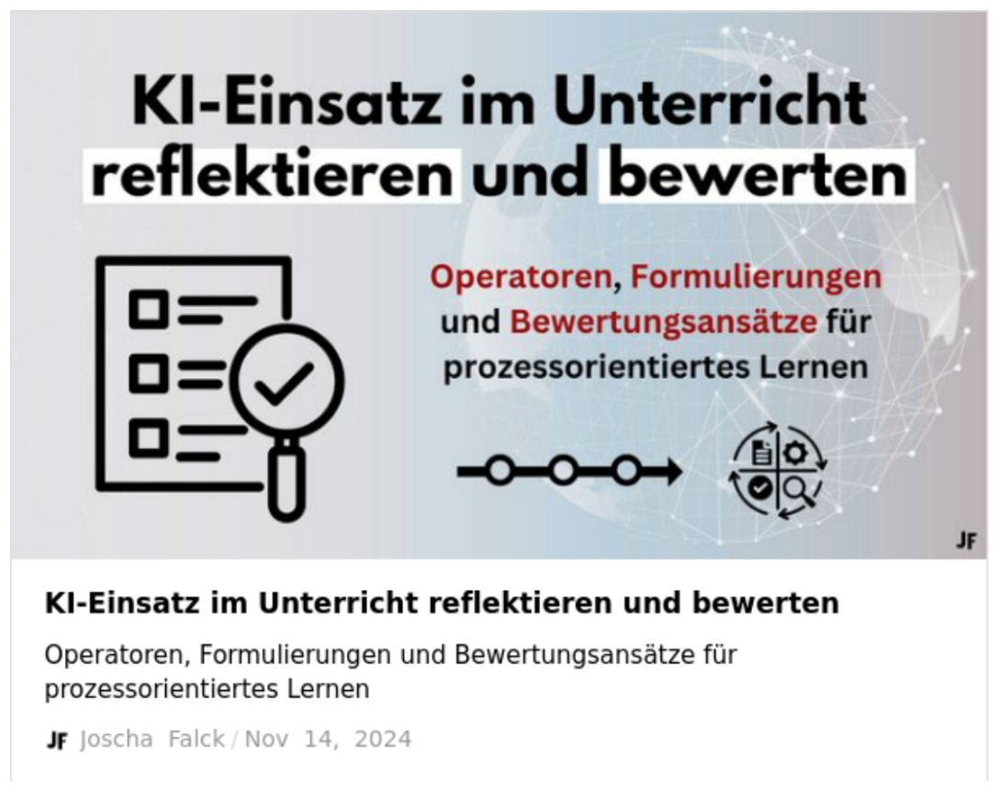 KI-Einsatz im Unterricht
reflektieren und bewerten
Operatoren, Formulierungen
und Bewertungsansätze für
prozessorientiertes Lernen
JF
KI-Einsatz im Unterricht reflektieren und bewerten
Operatoren, Formulierungen und Bewertungsansätze für
prozessorientiertes Lernen
JF Joscha Falck / Nov 14, 2024